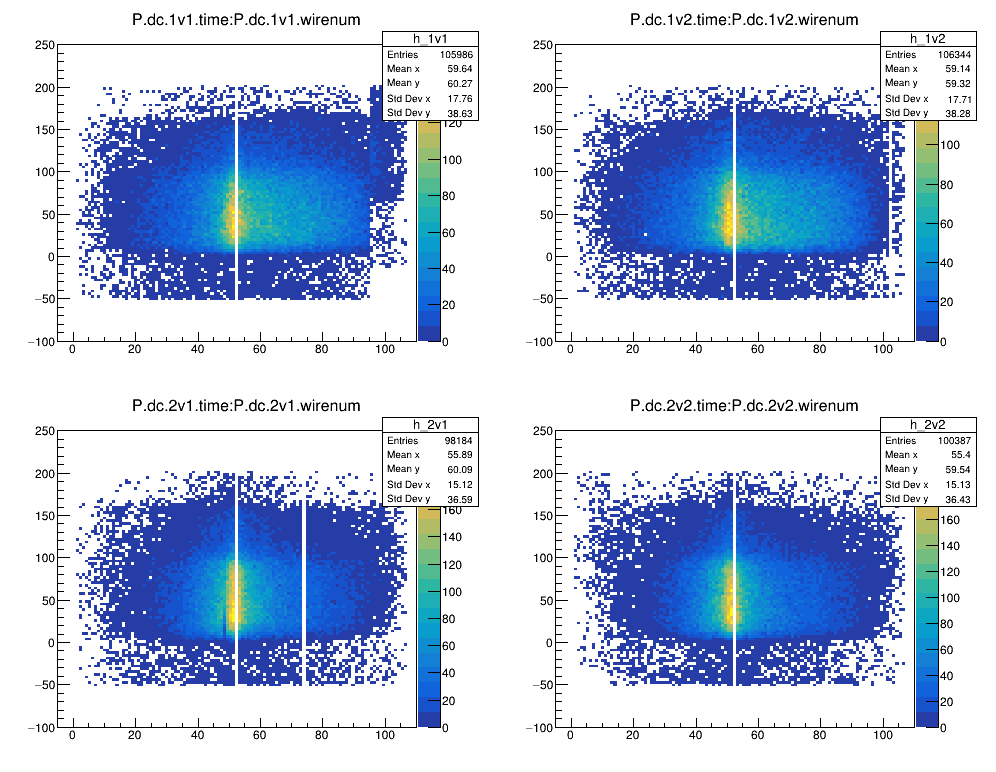 P.dc.1v1.time:P.dc.1v1.wirenum
h_1v1
Entries 105986
Mean x 59.64
Mean y 60.27
Std Dev x 17.76
Std Dev y 38.63
250
200
150
100
50
0
−50
−100
0 20 40 60 80 100
120
100
80
60
40
20
0
P.dc.1v2.time:P.dc.1v2.wirenum
h_1v2
Entries 106344
Mean x 59.14
Mean y 59.32
Std Dev x 17.71
Std Dev y 38.28
250
200
150
100
50
0
−50
−100
0 20 40 60 80 100
100
80
60
40
20
0
P.dc.2v1.time:P.dc.2v1.wirenum
h_2v1
Entries 98184
Mean x 55.89
Mean y 60.09
Std Dev x 15.12
Std Dev y 36.59
250
200
150
100
50
0
−50
−100
0 20 40 60 80 100
160
140
120
100
80
60
40
20
0
P.dc.2v2.time:P.dc.2v2.wirenum
h_2v2
Entries 100387
Mean x 55.4
Mean y 59.54
Std Dev x 15.13
Std Dev y 36.43
250
200
150
100
50
0
−50
−100
0 20 40 60 80 100
160
140
120
100
80
60
40
20
0